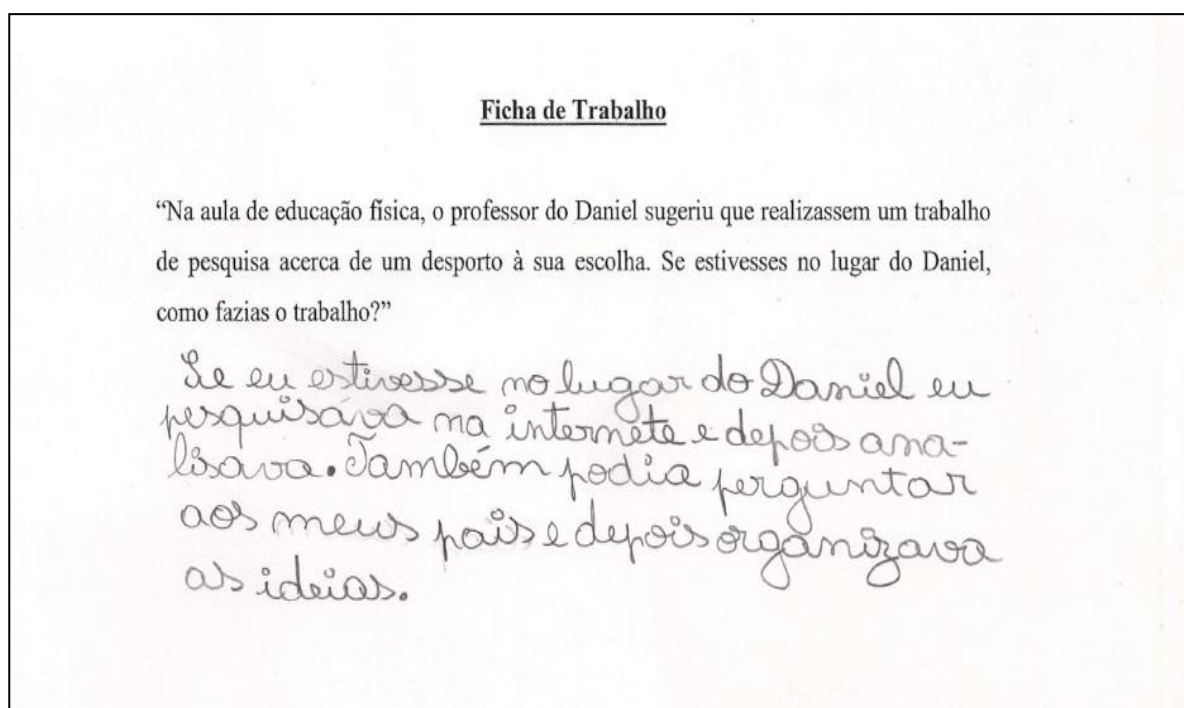 Ficha de Trabalho
“Na aula de educação física, o professor do Daniel sugeriu que realizassem um trabalho
de pesquisa acerca de um desporto à sua escolha. Se estivesses no lugar do Daniel,
como fazias o trabalho?”
Se eu estivesse no lugar do Daniel eu
pesquisava na internete e depois ana-
lisava. Também podia perguntar
aos meus pais e depois organizava
as ideias.